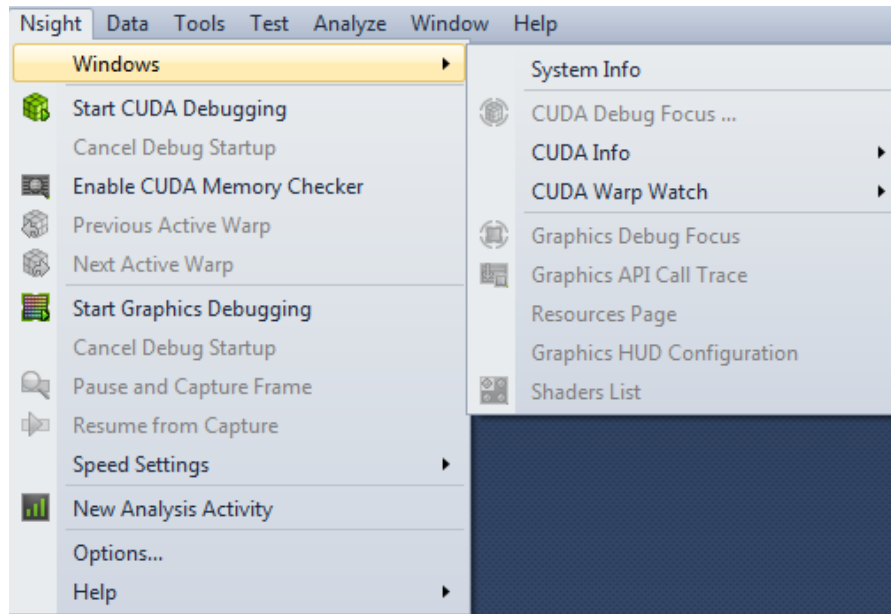 Nsight Data Tools Test Analyze Window Help
Windows
Start CUDA Debugging
Cancel Debug Startup
Enable CUDA Memory Checker
Previous Active Warp
Next Active Warp
Start Graphics Debugging
Cancel Debug Startup
Pause and Capture Frame
Resume from Capture
Speed Settings
New Analysis Activity
Options...
Help
System Info
CUDA Debug Focus ...
CUDA Info
CUDA Warp Watch
Graphics Debug Focus
Graphics API Call Trace
Resources Page
Graphics HUD Configuration
Shaders List